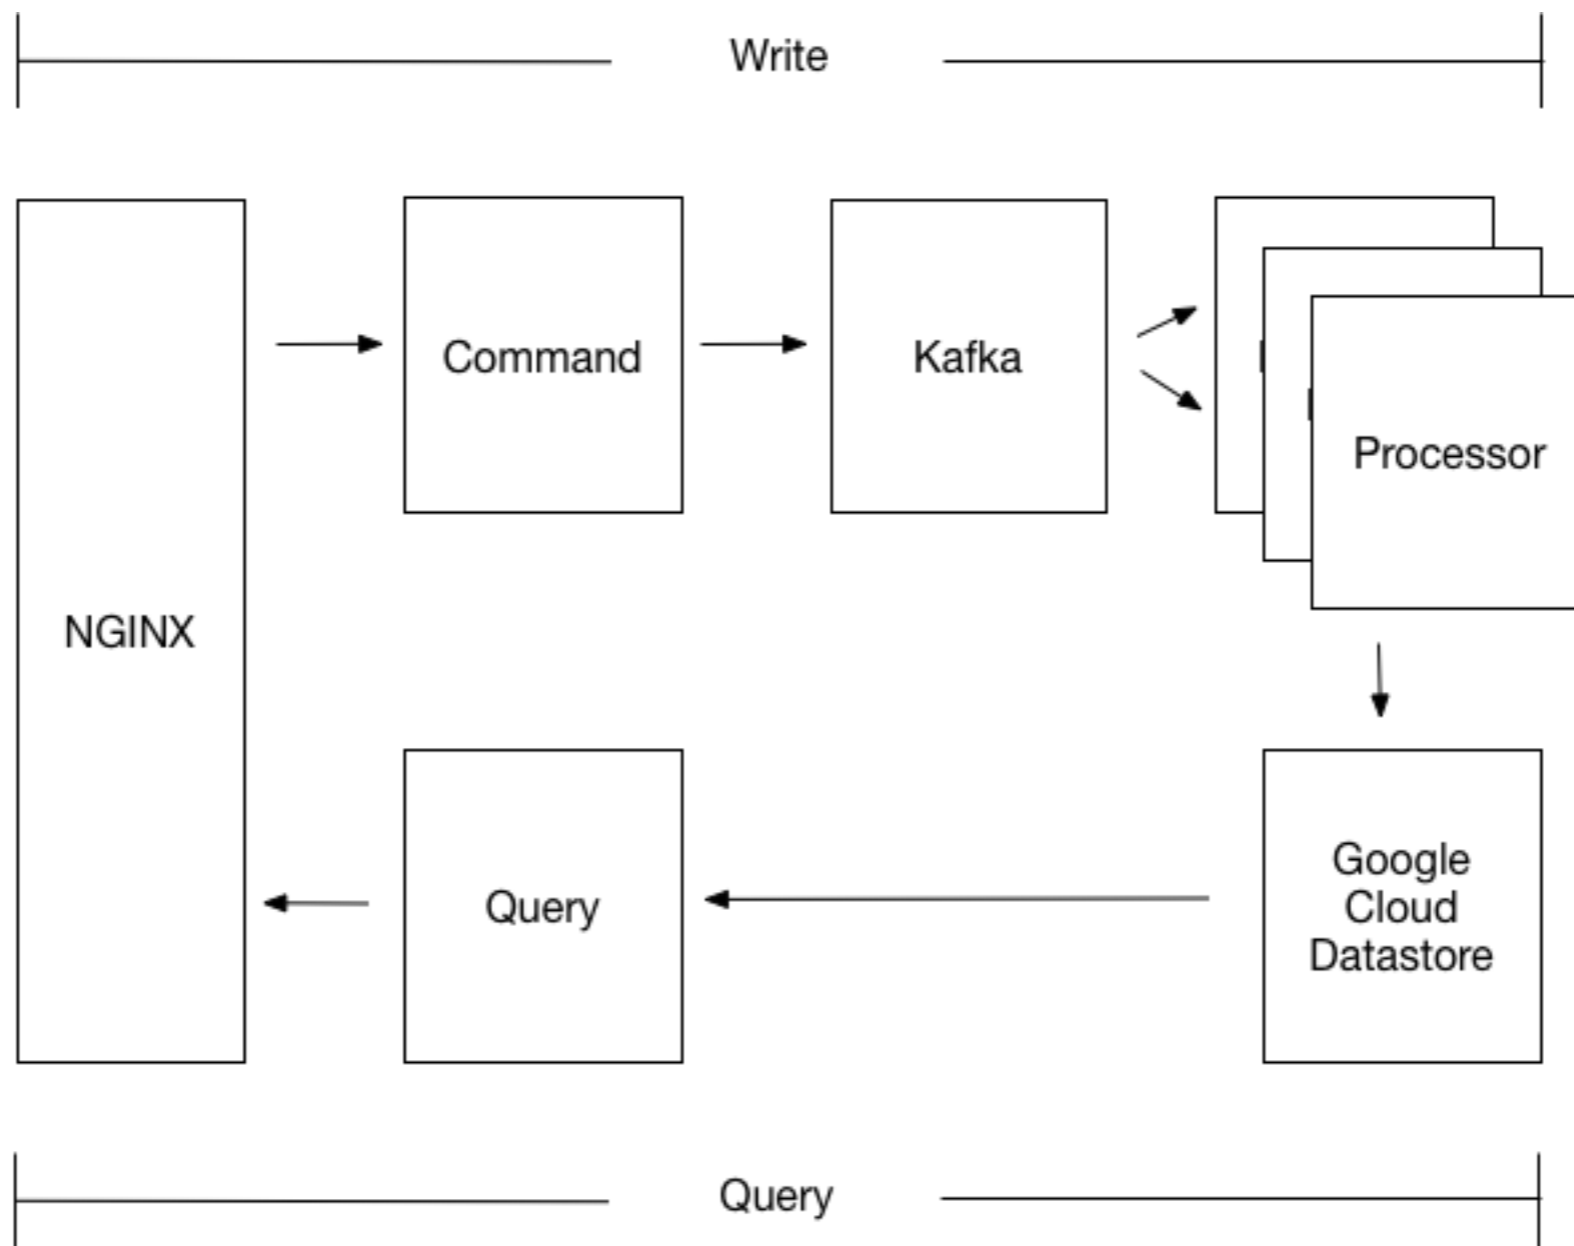 Write
Command
Kafka
Processor
NGINX
Query
Google
Cloud
Datastore
Query